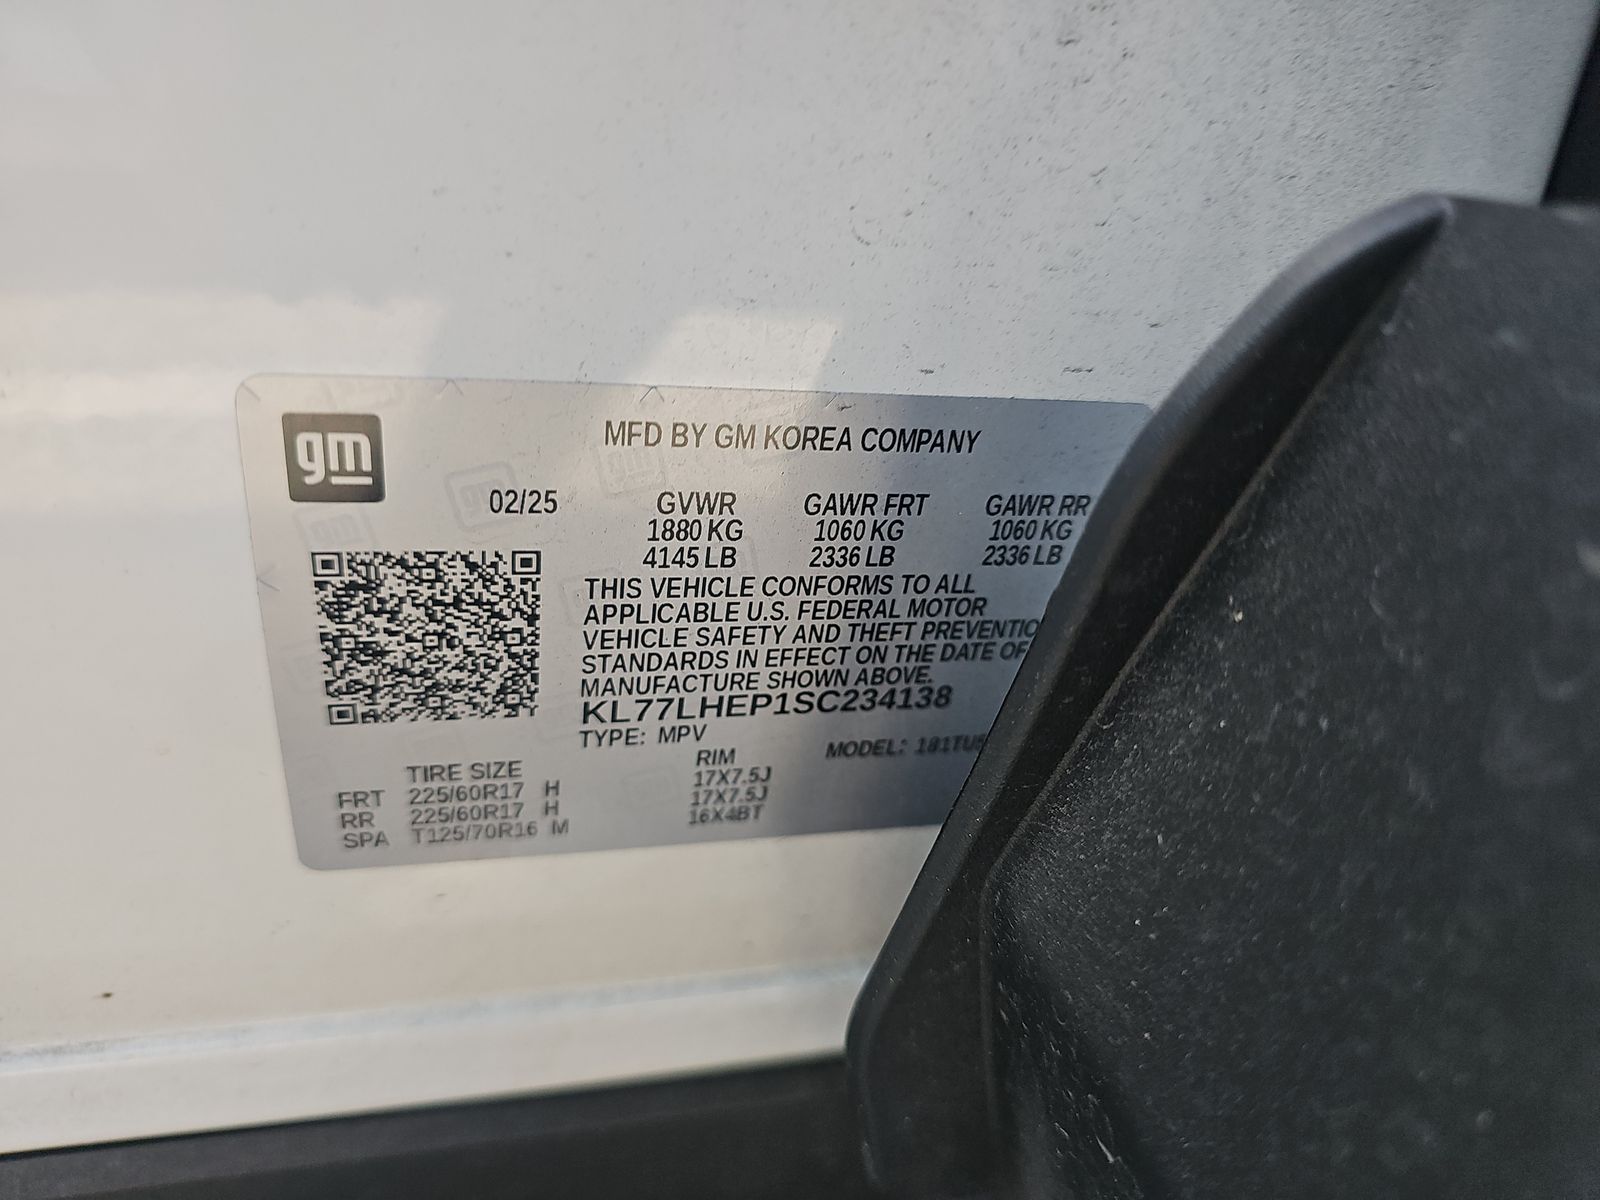 gm
MFD BY GM KOREA COMPANY
02/25 GVWR GAWR FRT GAWR RR
1880 KG 1060 KG 1060 KG
4145 LB 2336 LB 2336 LB
THIS VEHICLE CONFORMS TO ALL
APPLICABLE U.S. FEDERAL MOTOR
VEHICLE SAFETY AND THEFT
STANDARDS IN EFFECT ON THE DATE OF
MANUFACTURE SHOWN ABOVE.
KL77LHEP1SC234138
TYPE: MPV MODEL:
TIRE SIZE RIM
FRT 225/60R17 H 17X7.5J
RR 225/60R17 H 17X7.5J
SPA T125/70R16 M 16X4BT